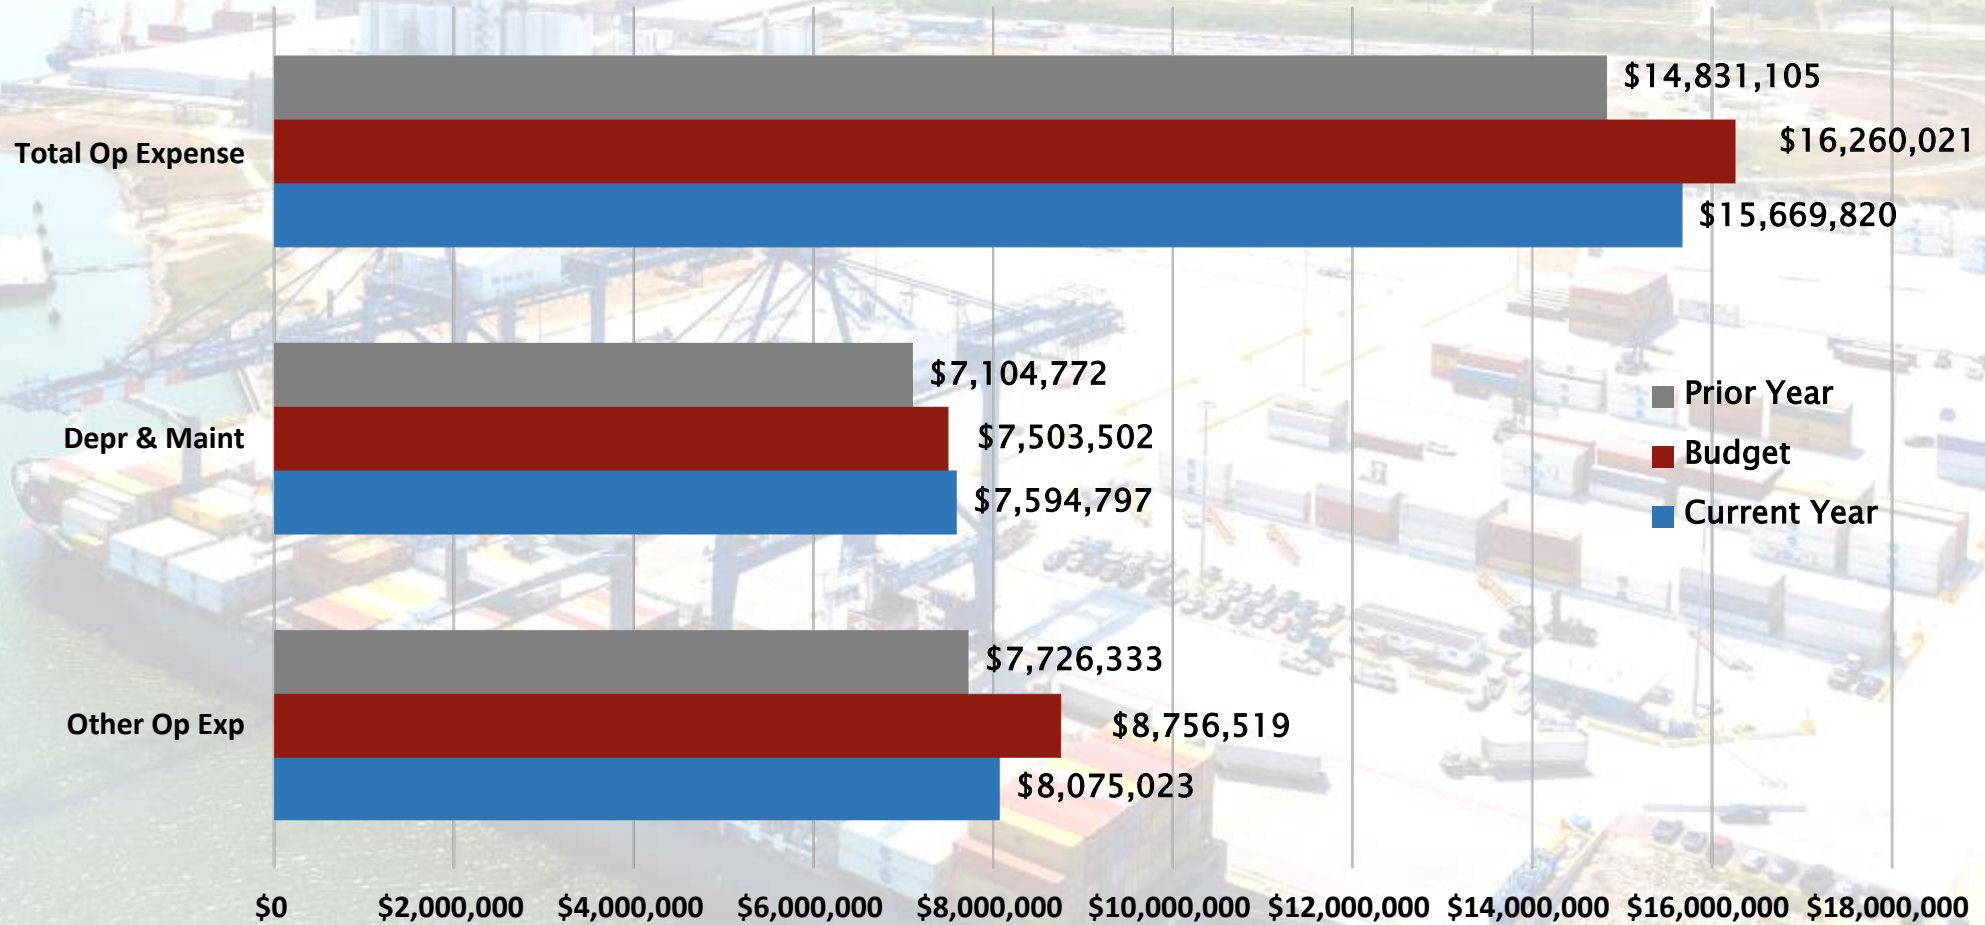 $14,831,105
Total Op Expense
$16,260,021
$15,669,820
$7,104,772
Depr & Maint
$7,503,502
$7,594,797
Prior Year
Budget
Current Year
$7,726,333
Other Op Exp
$8,756,519
$8,075,023
$0 $2,000,000 $4,000,000 $6,000,000 $8,000,000 $10,000,000 $12,000,000 $14,000,000 $16,000,000 $18,000,000